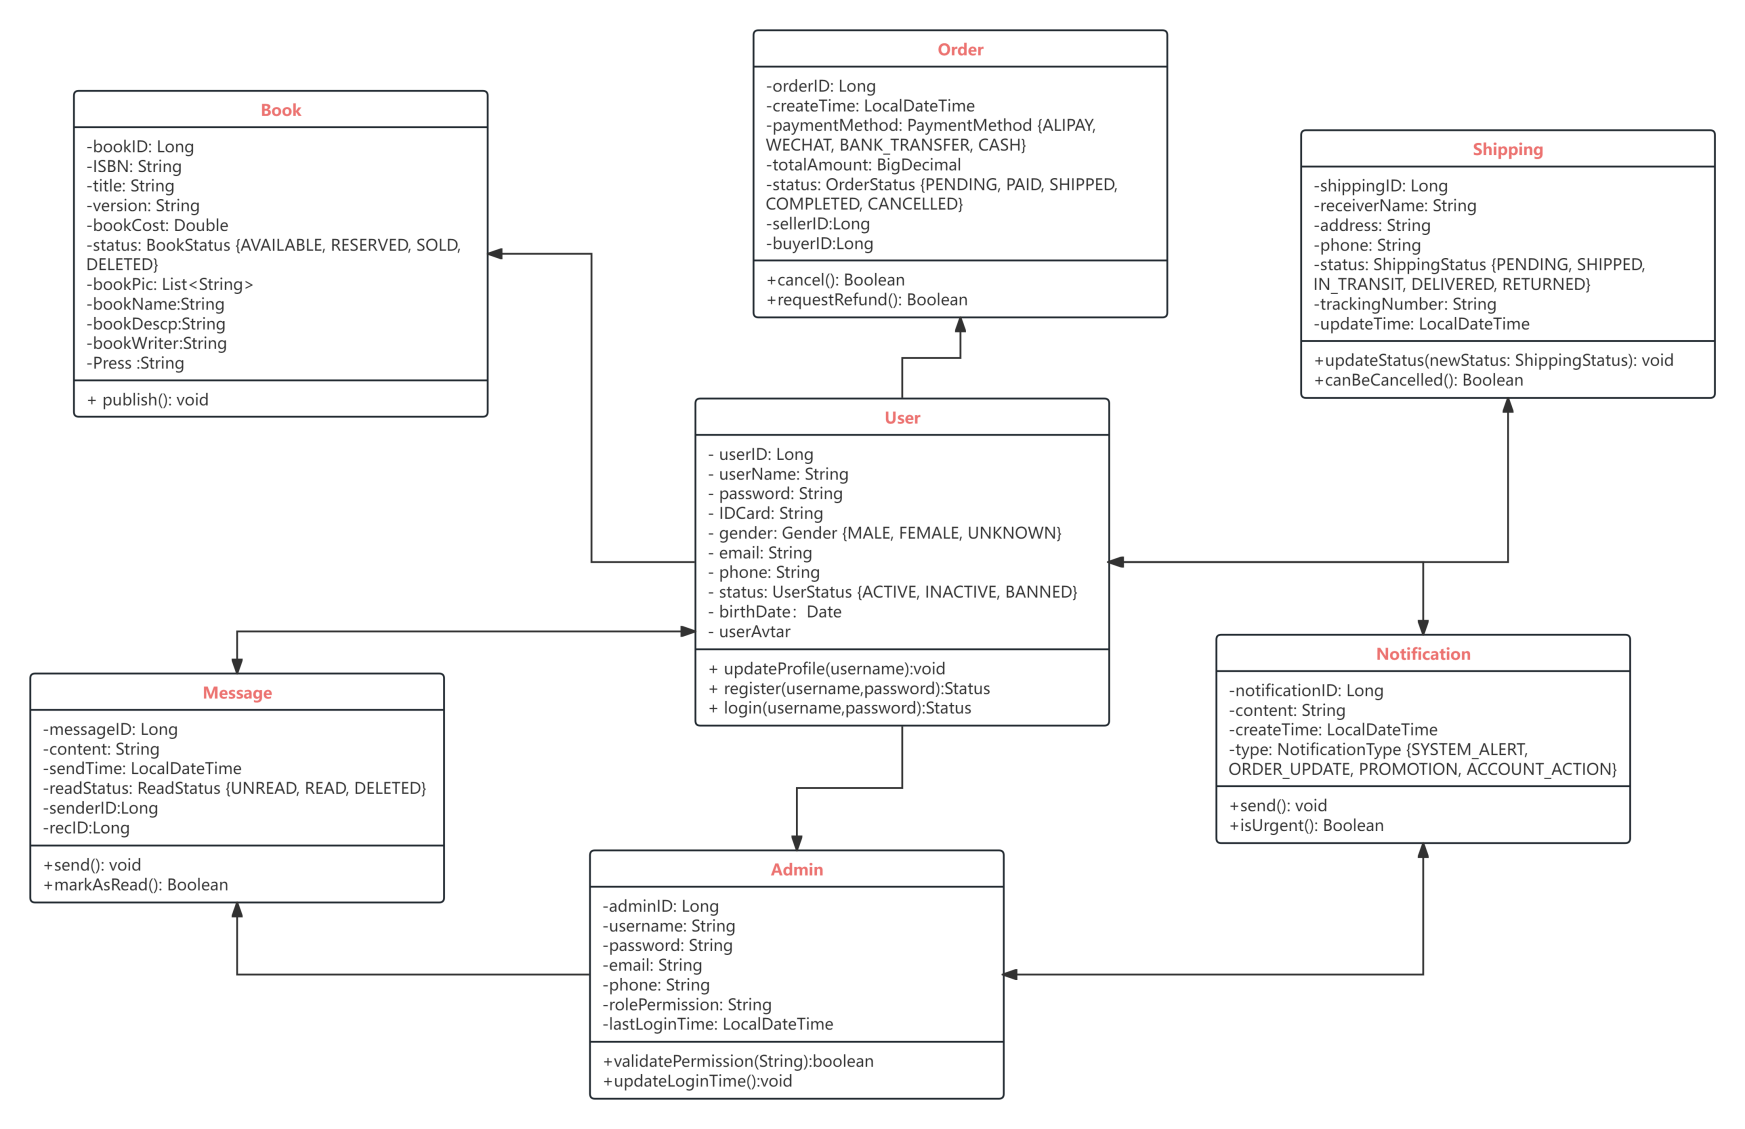 Order
-orderID: Long
-createTime: LocalDateTime
-paymentMethod: PaymentMethod {ALIPAY,
WECHAT, BANK_TRANSFER, CASH}
-totalAmount: BigDecimal
-status: OrderStatus {PENDING, PAID, SHIPPED,
COMPLETED, CANCELLED}
-sellerID:Long
-buyerID:Long
+cancel(): Boolean
+requestRefund(): Boolean
Book
-bookID: Long
-ISBN: String
-title: String
-version: String
-bookCost: Double
-status: BookStatus {AVAILABLE, RESERVED, SOLD,
DELETED}
-bookPic: List<String>
-bookName:String
-bookDescp:String
-bookWriter:String
-Press :String
+ publish(): void
Shipping
-shippingID: Long
-receiverName: String
-address: String
-phone: String
-status: ShippingStatus {PENDING, SHIPPED,
IN_TRANSIT, DELIVERED, RETURNED}
-trackingNumber: String
-updateTime: LocalDateTime
+updateStatus(newStatus: ShippingStatus): void
+canBeCancelled(): Boolean
User
- userID: Long
- userName: String
- password: String
- IDCard: String
- gender: Gender {MALE, FEMALE, UNKNOWN}
- email: String
- phone: String
- status: UserStatus {ACTIVE, INACTIVE, BANNED}
- birthDate：Date
- userAvtar
+ updateProfile(username):void
+ register(username,password):Status
+ login(username,password):Status
Message
-messageID: Long
-content: String
-sendTime: LocalDateTime
-readStatus: ReadStatus {UNREAD, READ, DELETED}
-senderID:Long
-recID:Long
+send(): void
+markAsRead(): Boolean
Notification
-notificationID: Long
-content: String
-createTime: LocalDateTime
-type: NotificationType {SYSTEM_ALERT,
ORDER_UPDATE, PROMOTION, ACCOUNT_ACTION}
+send(): void
+isUrgent(): Boolean
Admin
-adminID: Long
-username: String
-password: String
-email: String
-phone: String
-rolePermission: String
-lastLoginTime: LocalDateTime
+validatePermission(String):boolean
+updateLoginTime():void